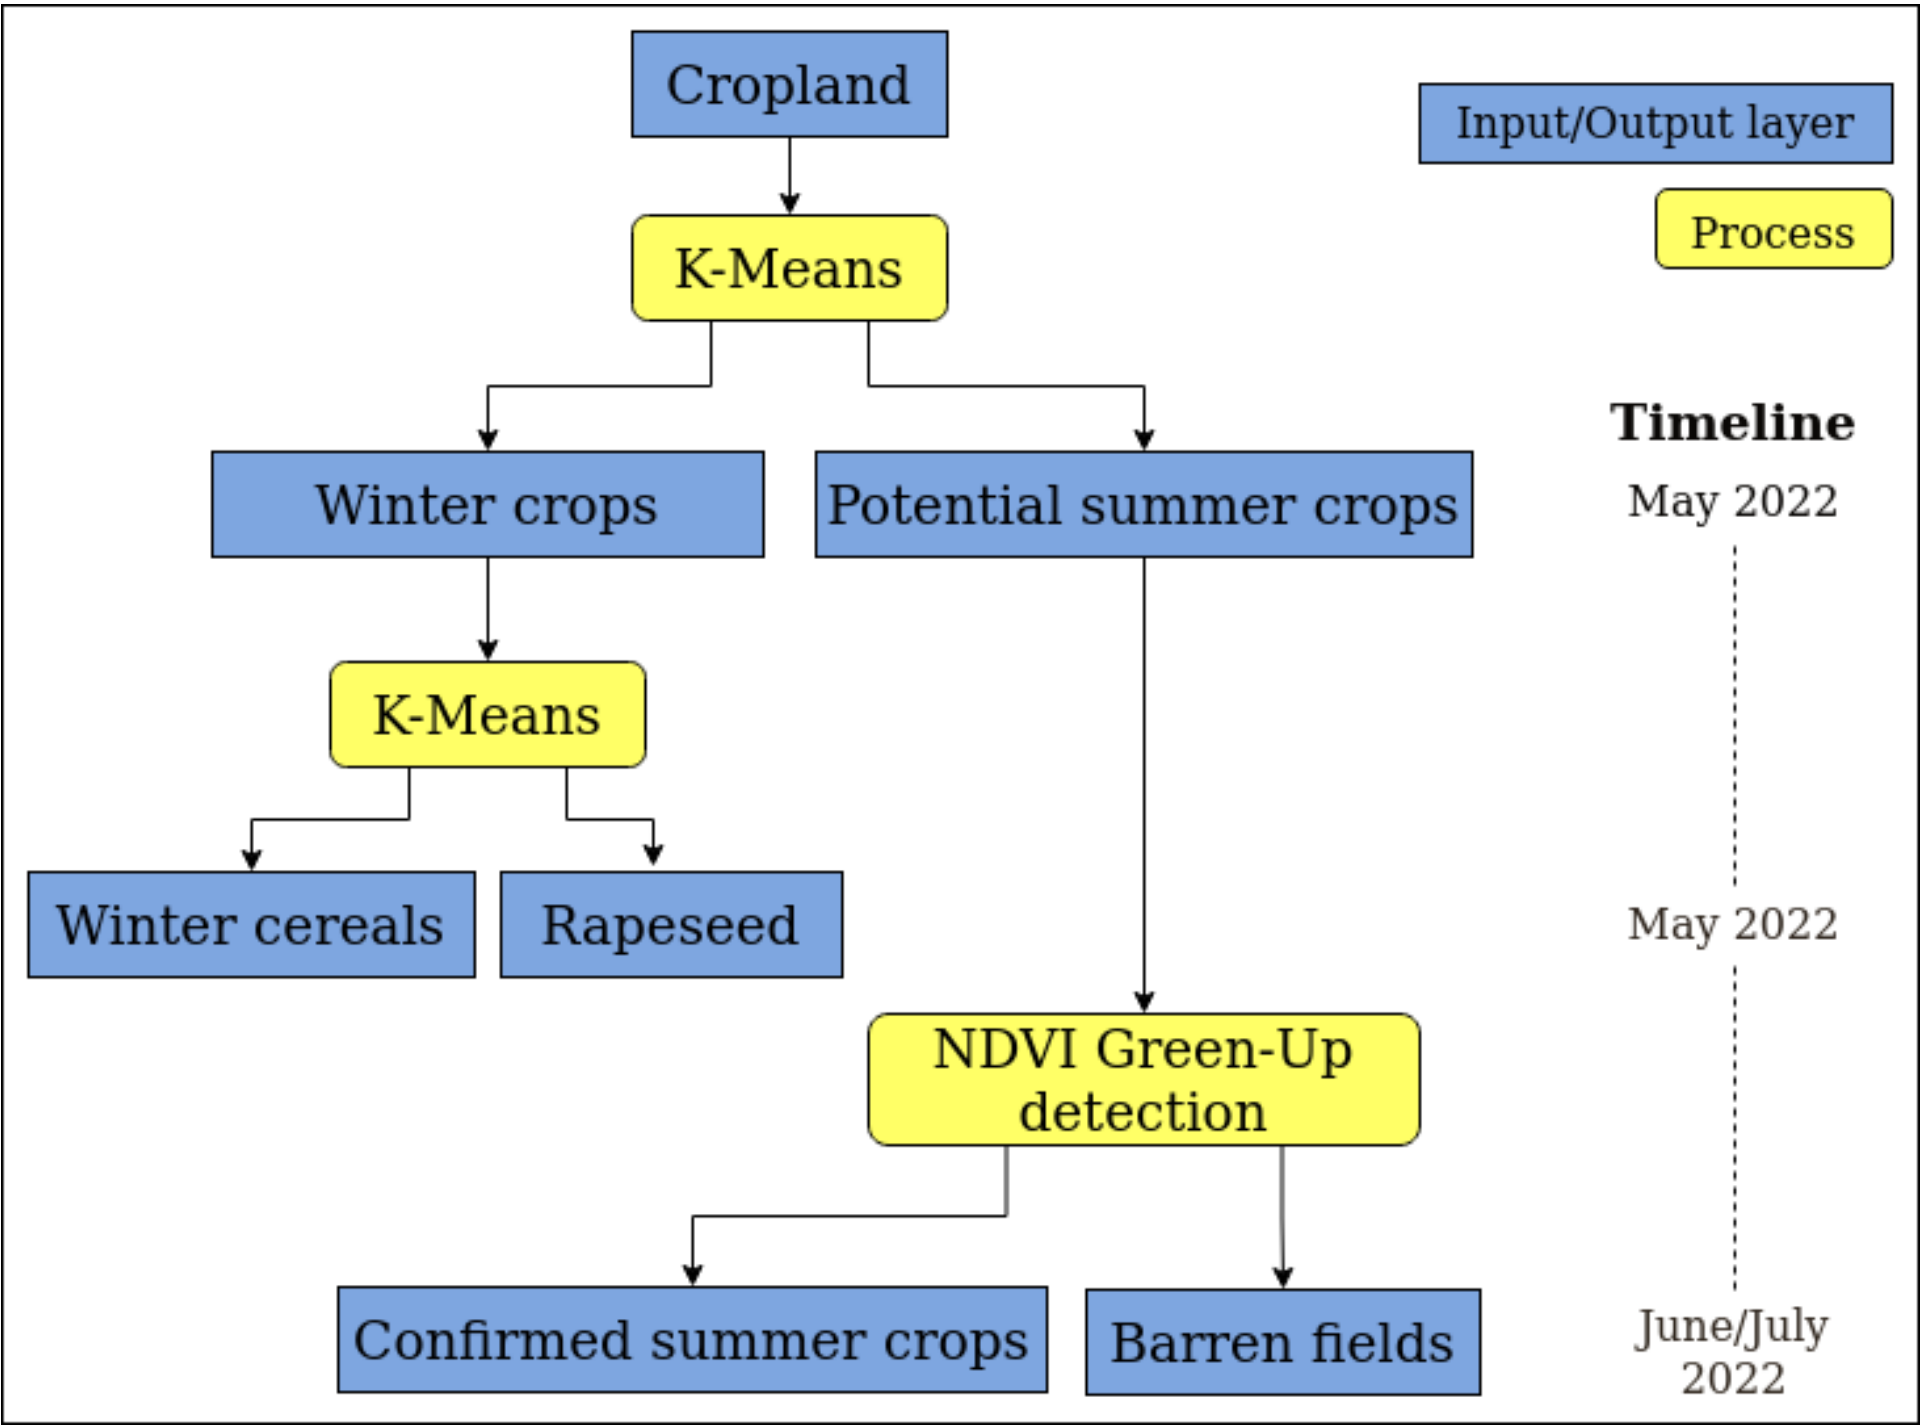 Cropland
Input/Output layer
Process
K-Means
Timeline
May 2022
Winter crops
Potential summer crops
K-Means
Winter cereals
Rapeseed
May 2022
NDVI Green-Up
detection
Confirmed summer crops
Barren fields
June/July
2022